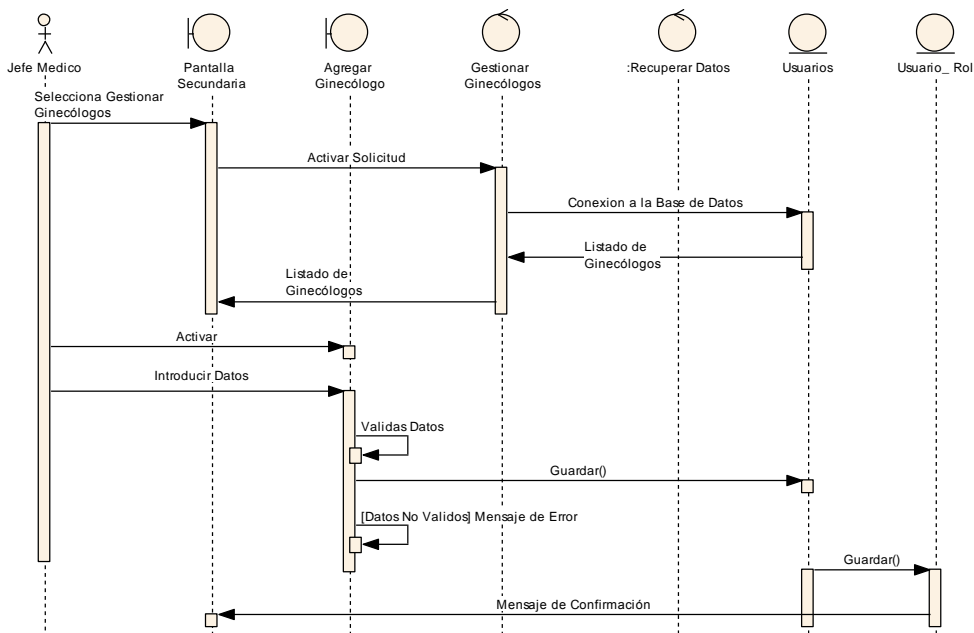 Jefe Medico
Pantalla
Secundaria
Agregar
Ginecólogo
Gestionar
Ginecólogos
:Recuperar Datos
Usuarios
Usuario_ Rol
Selecciona Gestionar
Ginecólogos
Activar Solicitud
Conexion a la Base de Datos
Listado de
Ginecólogos
Listado de
Ginecólogos
Activar
Introducir Datos
Validas Datos
Guardar()
[Datos No Validos] Mensaje de Error
Guardar()
Mensaje de Confirmación